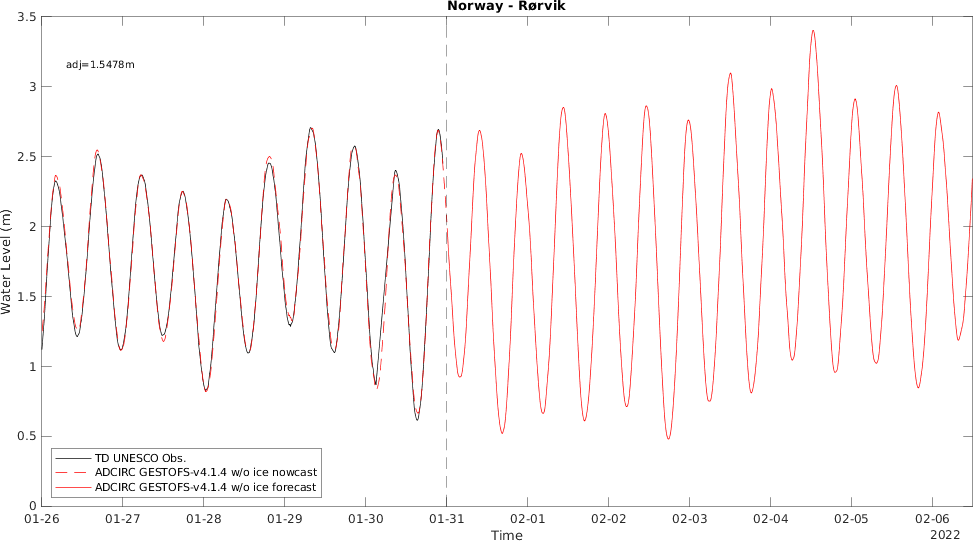 Norway - Rørvik
adj=1.5478m
3.5
3
2.5
2
1.5
1
0.5
0
Water Level (m)
TD UNESCO Obs.
ADCIRC GESTOFS-v4.1.4 w/o ice nowcast
ADCIRC GESTOFS-v4.1.4 w/o ice forecast
01-26 01-27 01-28 01-29 01-30 01-31 02-01 02-02 02-03 02-04 02-05 02-06
Time
2022